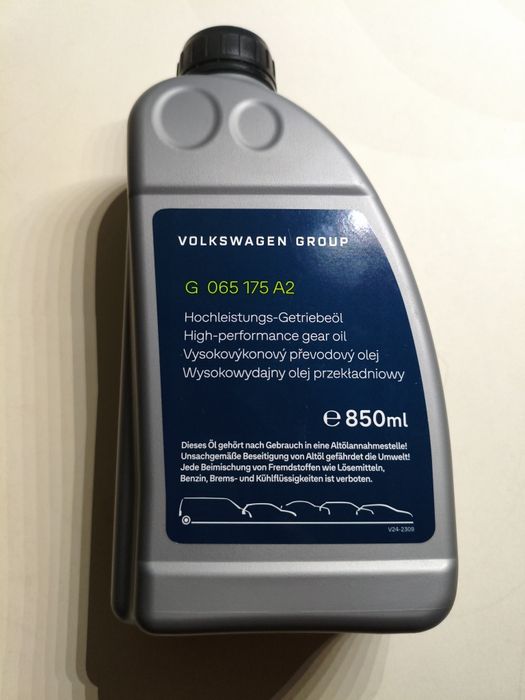 VOLKSWAGEN GROUP
G 065 175 A2
Hochleistungs-Getriebeöl
High-performance gear oil
Vysokovýkonový převodový olej
Wysokowydajny olej przekładniowy
℮ 850ml
Dieses Öl gehört nach Gebrauch in eine Altölannahmestelle!
Unsachgemäße Beseitigung von Altöl gefährdet die Umwelt!
Jede Beimischung von Fremdstoffen wie Lösemitteln,
Benzin, Brems- und Kühlflüssigkeiten ist verboten.
V24-2309